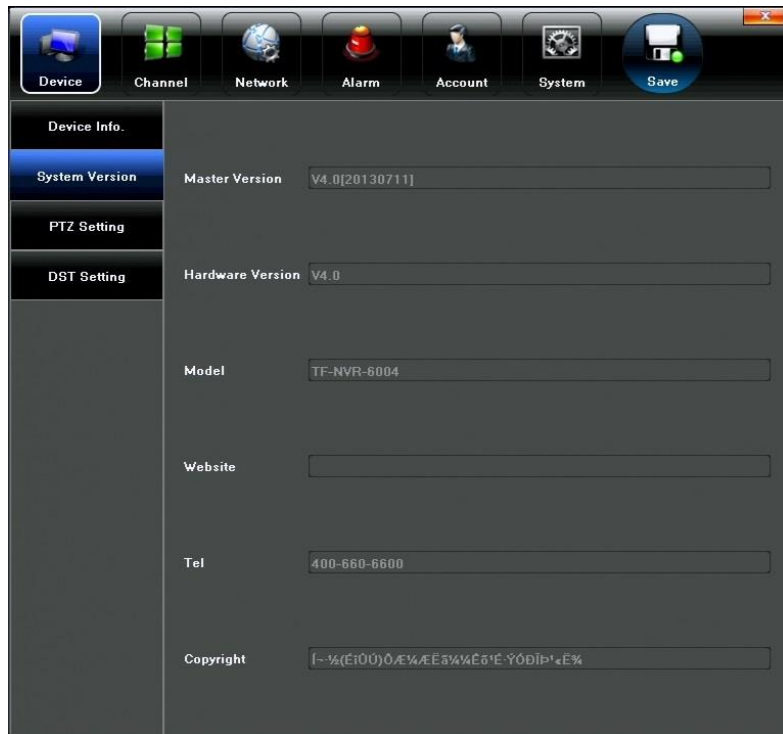 Device
Channel
Network
Alarm
Account
System
Save
Device Info.
System Version
PTZ Setting
DST Setting
Master Version V4.0[20130711]
Hardware Version V4.0
Model TF-NVR-6004
Website
Tel 400-660-6600
Copyright